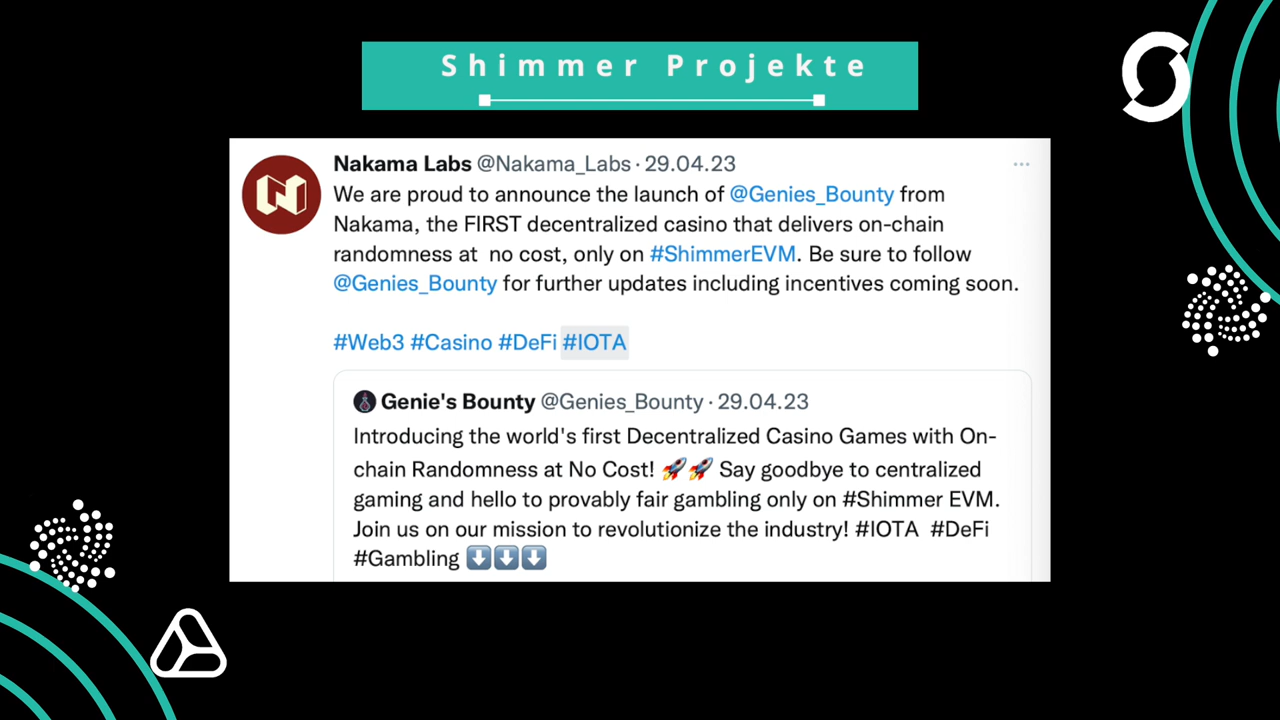 Shimmer Projekte
Nakama Labs @Nakama_Labs · 29.04.23
We are proud to announce the launch of @Genies_Bounty from
Nakama, the FIRST decentralized casino that delivers on-chain
randomness at  no cost, only on #ShimmerEVM. Be sure to follow
@Genies_Bounty for further updates including incentives coming soon.
#Web3 #Casino #DeFi #IOTA
Genie's Bounty @Genies_Bounty · 29.04.23
Introducing the world's first Decentralized Casino Games with On-
chain Randomness at No Cost! 🚀🚀 Say goodbye to centralized
gaming and hello to provably fair gambling only on #Shimmer EVM.
Join us on our mission to revolutionize the industry! #IOTA  #DeFi
#Gambling ⬇️⬇️⬇️